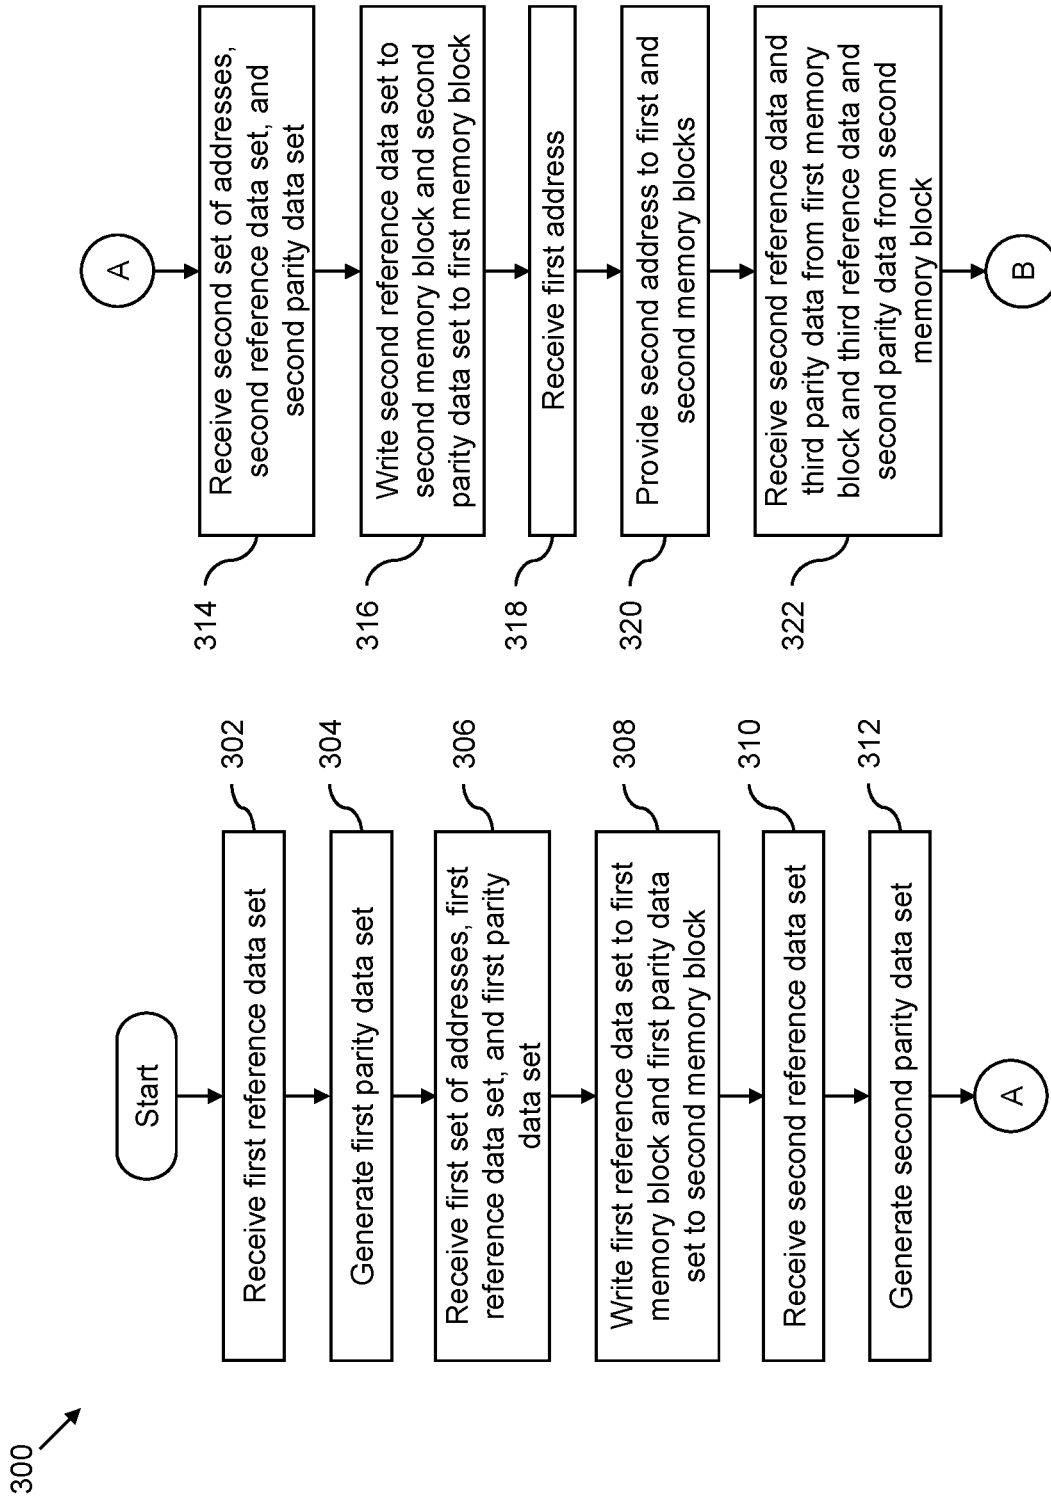 300
Start
302
Receive first reference data set
304
Generate first parity data set
306
Receive first set of addresses, first
reference data set, and first parity
data set
308
Write first reference data set to first
memory block and first parity data
set to second memory block
310
Receive second reference data set
312
Generate second parity data set
A
A
314
Receive second set of addresses,
second reference data set, and
second parity data set
316
Write second reference data set to
second memory block and second
parity data set to first memory block
318
Receive first address
320
Provide second address to first and
second memory blocks
322
Receive second reference data and
third parity data from first memory
block and third reference data and
second parity data from second
memory block
B